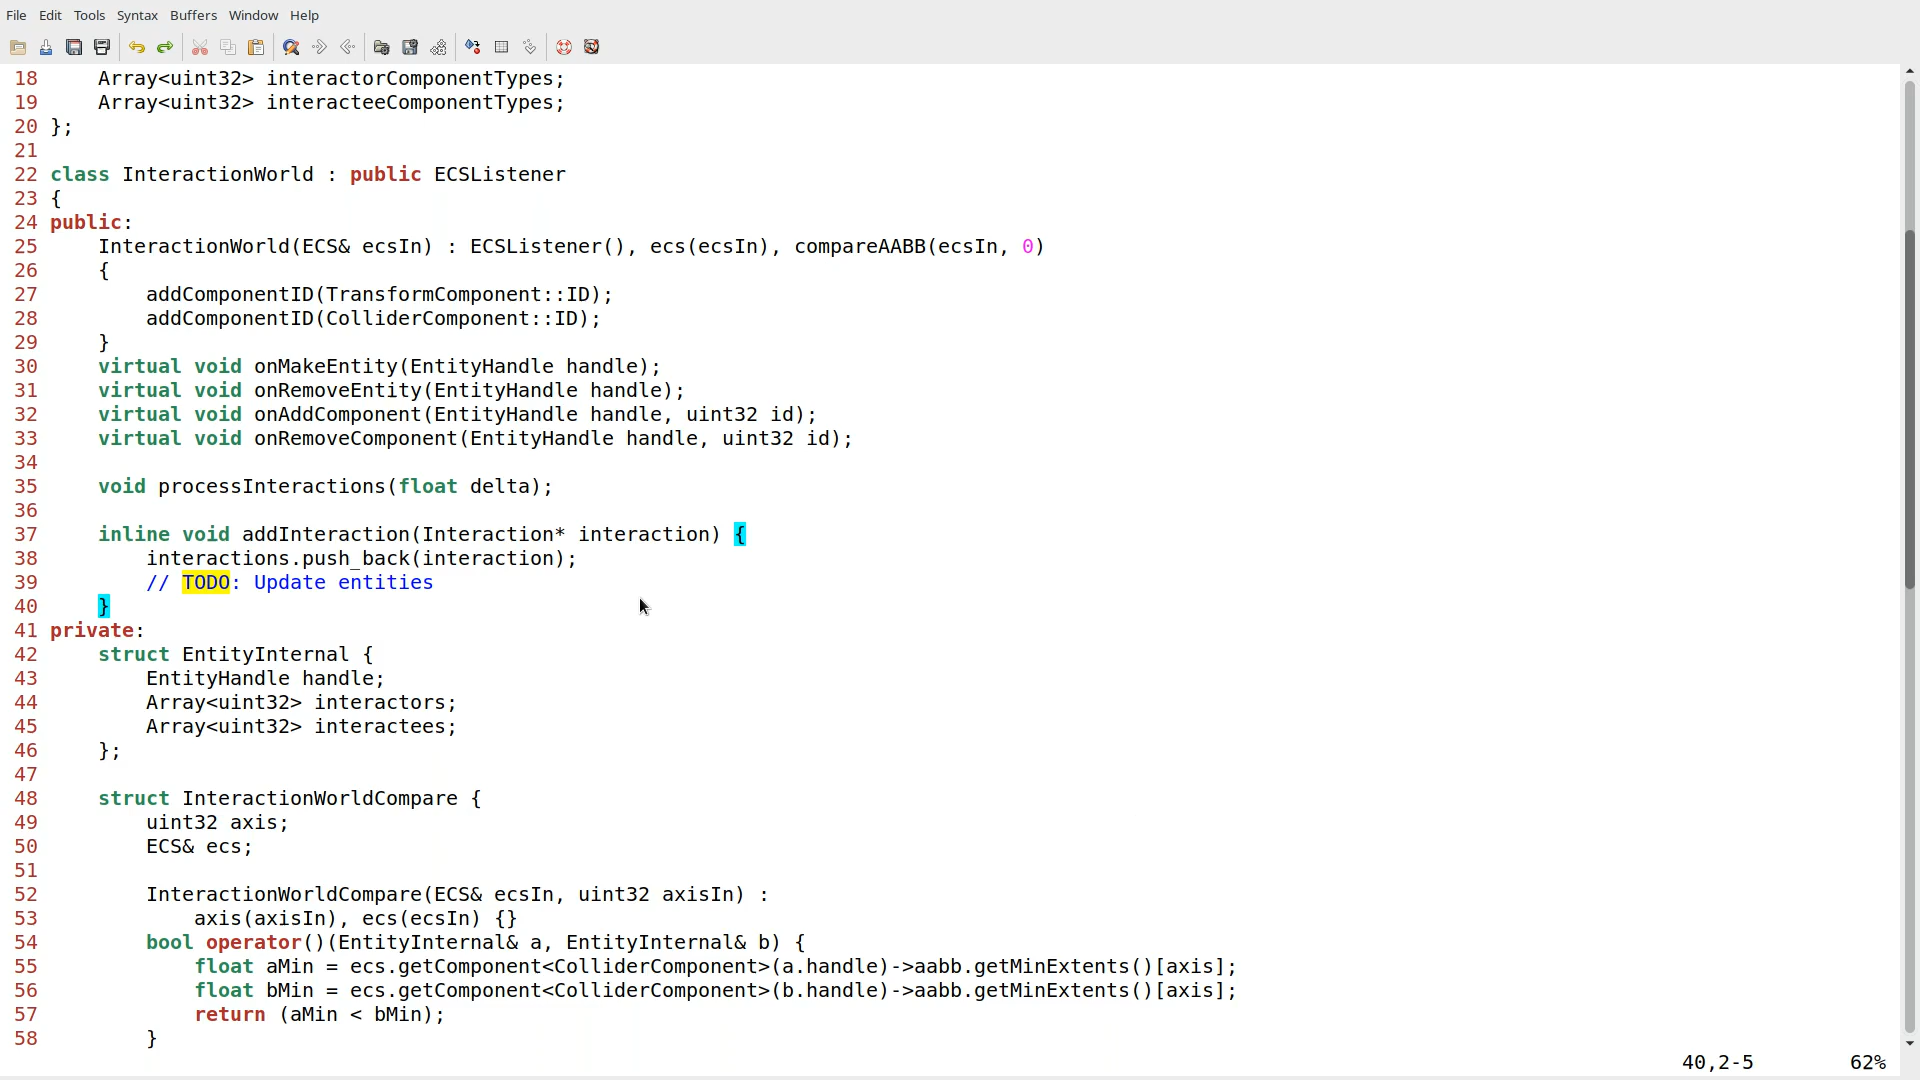 File Edit Tools Syntax Buffers Window Help
18     Array<uint32> interactorComponentTypes;
19     Array<uint32> interacteeComponentTypes;
20 };
21
22 class InteractionWorld : public ECSListener
23 {
24 public:
25     InteractionWorld(ECS& ecsIn) : ECSListener(), ecs(ecsIn), compareAABB(ecsIn, 0)
26     {
27         addComponentID(TransformComponent::ID);
28         addComponentID(ColliderComponent::ID);
29     }
30     virtual void onMakeEntity(EntityHandle handle);
31     virtual void onRemoveEntity(EntityHandle handle);
32     virtual void onAddComponent(EntityHandle handle, uint32 id);
33     virtual void onRemoveComponent(EntityHandle handle, uint32 id);
34
35     void processInteractions(float delta);
36
37     inline void addInteraction(Interaction* interaction) {
38         interactions.push_back(interaction);
39         // TODO: Update entities
40     }
41 private:
42     struct EntityInternal {
43         EntityHandle handle;
44         Array<uint32> interactors;
45         Array<uint32> interactees;
46     };
47
48     struct InteractionWorldCompare {
49         uint32 axis;
50         ECS& ecs;
51
52         InteractionWorldCompare(ECS& ecsIn, uint32 axisIn) :
53             axis(axisIn), ecs(ecsIn) {}
54         bool operator()(EntityInternal& a, EntityInternal& b) {
55             float aMin = ecs.getComponent<ColliderComponent>(a.handle)->aabb.getMinExtents()[axis];
56             float bMin = ecs.getComponent<ColliderComponent>(b.handle)->aabb.getMinExtents()[axis];
57             return (aMin < bMin);
58         }
40,2-5 62%